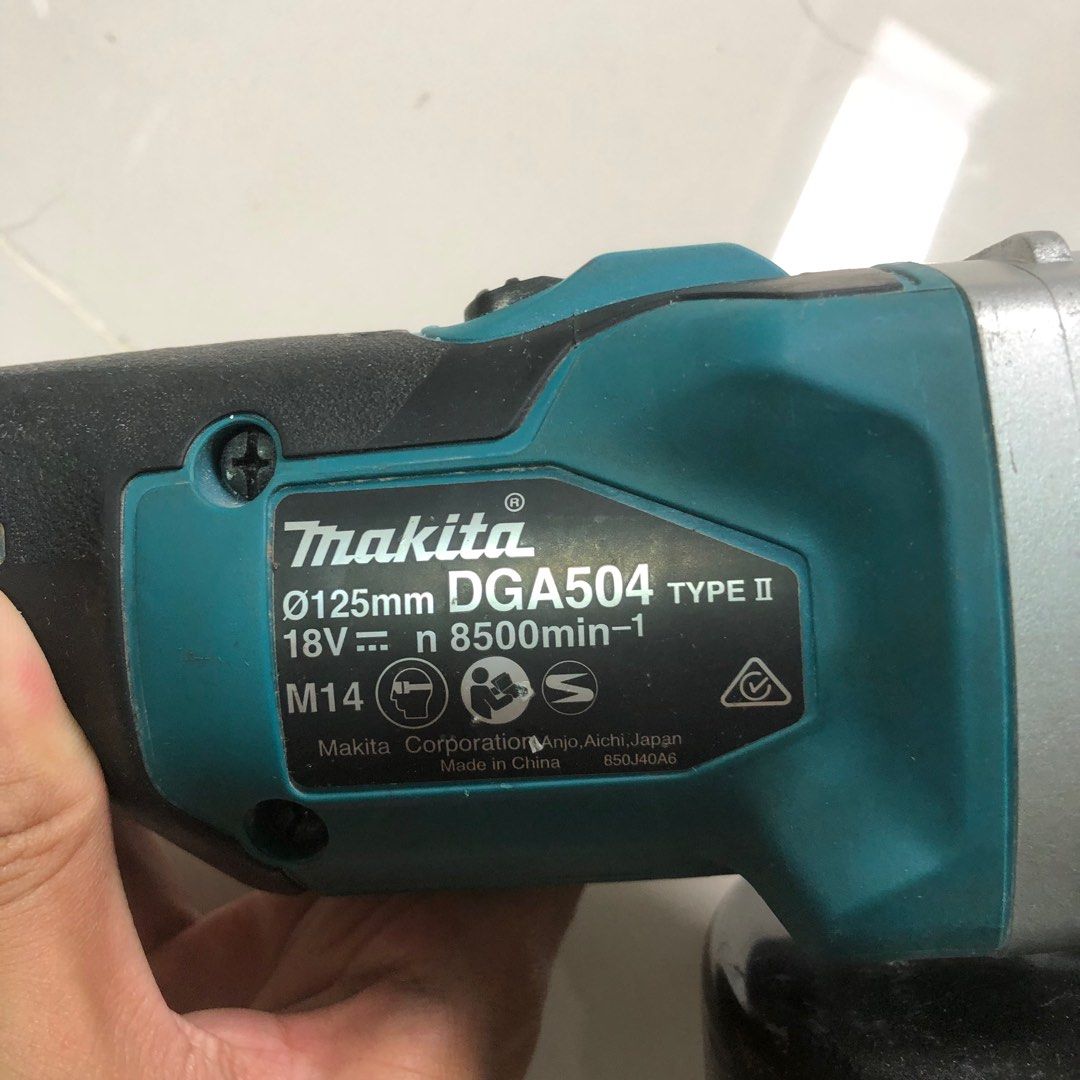 makita®
Ø125mm DGA504 TYPE II
18V n 8500min-1
M14
Makita Corporation Anjo,Aichi,Japan
Made in China 850J40A6